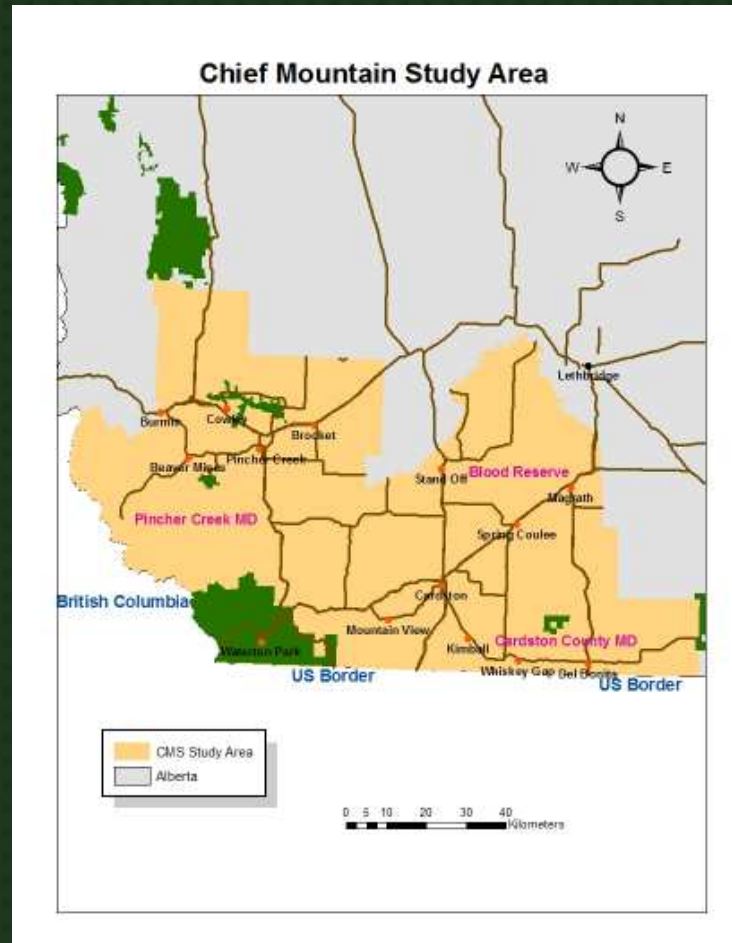 Chief Mountain Study Area
N
W E
S
Lethbridge
Burmis
Cowley
Brocket
Pincher Creek
Beaver Mines
Stand Off
Blood Reserve
Magrath
Pincher Creek MD
Spring Coulee
British Columbia
Cardston
Mountain View
Waterton Park
Kimball
Cardston County MD
Whiskey Gap
Del Bonita
US Border
US Border
CMS Study Area
Alberta
0 5 10 20 30 40
Kilometers